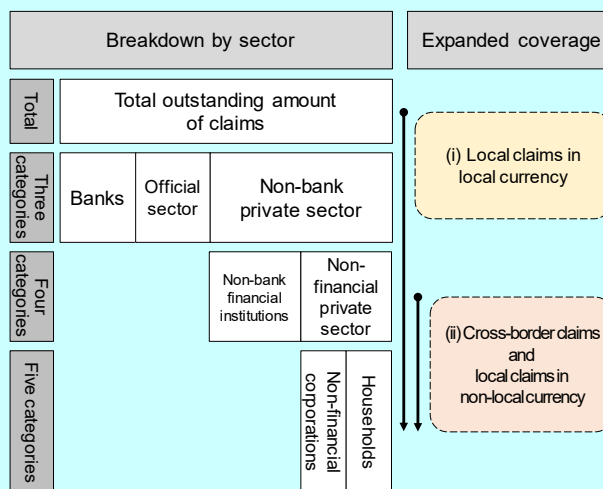 Breakdown by sector
Expanded coverage
Total
Total outstanding amount
of claims
(i) Local claims in
local currency
Three
categories
Banks
Official
sector
Non-bank
private sector
Four
categories
Non-bank
financial
institutions
Non-
financial
private
sector
(ii) Cross-border claims
and
local claims in
non-local currency
Five categories
Non-financial
corporations
Households